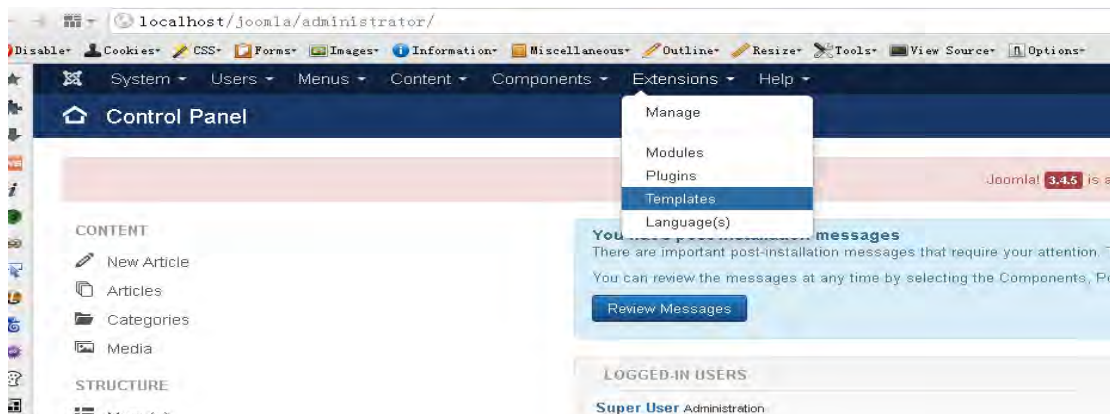 localhost/joomla/administrator/
Disable▾ Cookies▾ CSS▾ Forms▾ Images▾ Information▾ Miscellaneous▾ Outline▾ Resize▾ Tools▾ View Source▾ Options▾
System Users Menus Content Components Extensions Help
Control Panel
Manage
Modules
Plugins
Templates
Language(s)
Joomla! 3.4.5 is
CONTENT
New Article
Articles
Categories
Media
STRUCTURE
You messages
There are important post-installation messages that require your attention.
You can review the messages at any time by selecting the Components,
Review Messages
LOGGED-IN USERS
Super User Administration